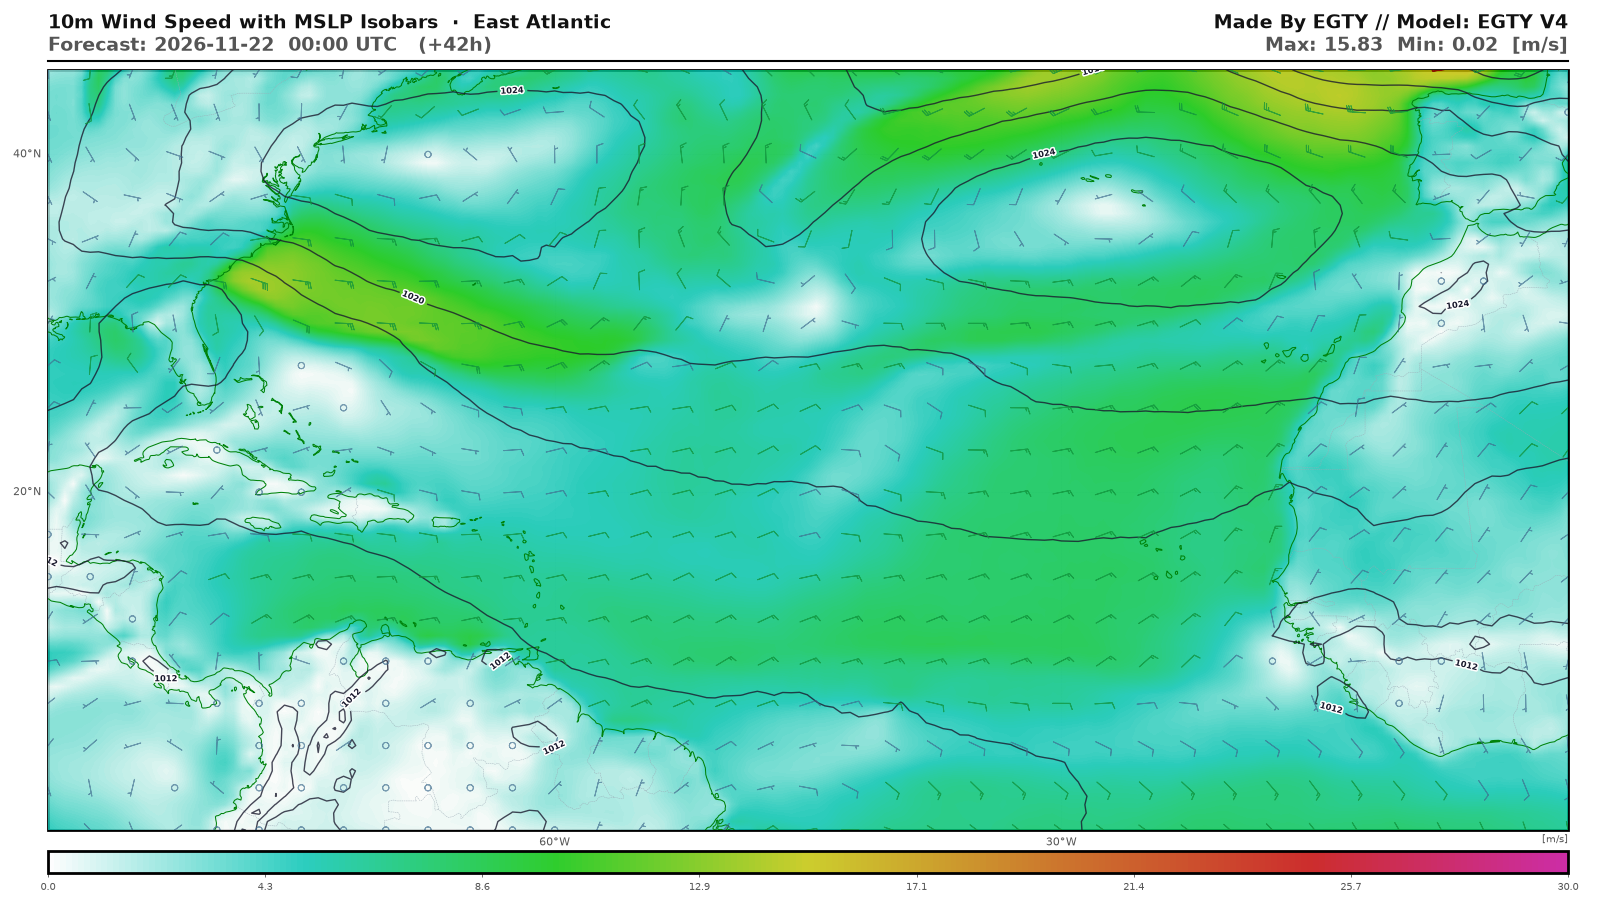 10m Wind Speed with MSLP Isobars · East Atlantic
Made By EGTY // Model: EGTY V4
Forecast: 2026-11-22 00:00 UTC (+42h)
Max: 15.83 Min: 0.02 [m/s]
1024
40°N
1024
1020
1024
20°N
1012
1012
1012
1012
1012
1012
60°W
30°W
[m/s]
0.0
4.3
8.6
12.9
17.1
21.4
25.7
30.0